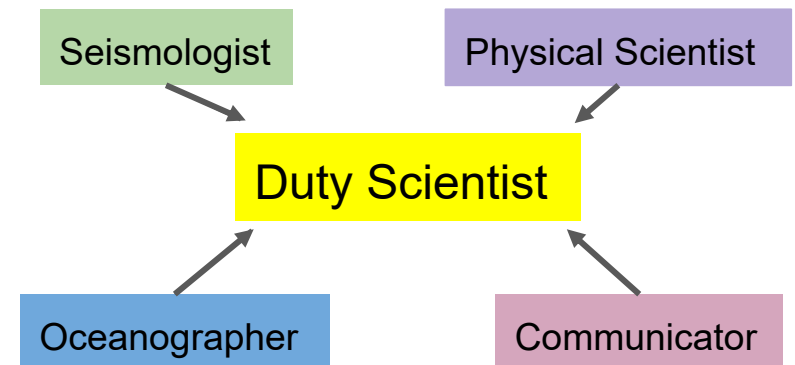 Seismologist
Physical Scientist
Duty Scientist
Oceanographer
Communicator